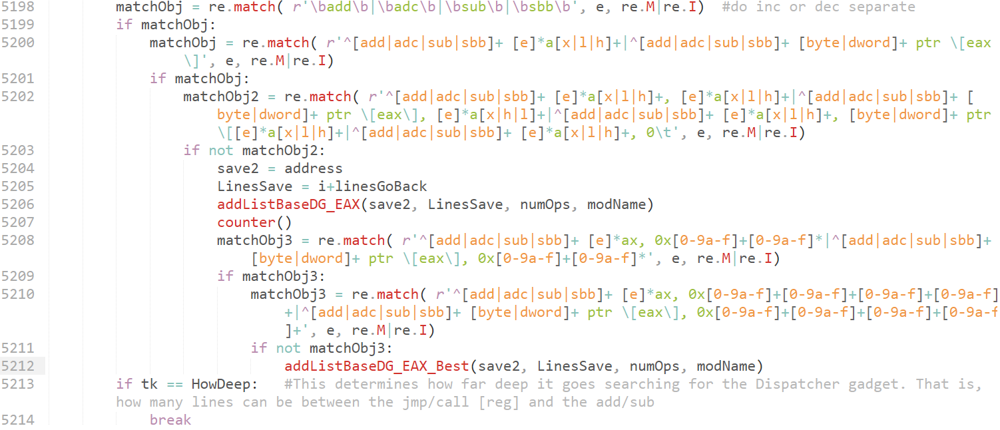 5198 matchObj = re.match( r'\badd\b|\badc\b|\bsub\b|\bsbb\b', e, re.M|re.I) #do inc or dec separate
5199 if matchObj:
5200 matchObj = re.match( r'^[add|adc|sub|sbb]+ [e]*a[x|l|h]+|^[add|adc|sub|sbb]+ [byte|dword]+ ptr \[eax
\]', e, re.M|re.I)
5201 if matchObj:
5202 matchObj2 = re.match( r'^[add|adc|sub|sbb]+ [e]*a[x|l|h]+, [e]*a[x|l|h]+|^[add|adc|sub|sbb]+ [
byte|dword]+ ptr \[eax\], [e]*a[x|h|l]+|^[add|adc|sub|sbb]+ [e]*a[x|l|h]+, [byte|dword]+ ptr
\[[e]*a[x|l|h]+|^[add|adc|sub|sbb]+ [e]*a[x|l|h]+, 0\t', e, re.M|re.I)
5203 if not matchObj2:
5204 save2 = address
5205 LinesSave = i+linesGoBack
5206 addListBaseDG_EAX(save2, LinesSave, numOps, modName)
5207 counter()
5208 matchObj3 = re.match( r'^[add|adc|sub|sbb]+ [e]*ax, 0x[0-9a-f]+[0-9a-f]*|^[add|adc|sub|sbb]+
[byte|dword]+ ptr \[eax\], 0x[0-9a-f]+[0-9a-f]*', e, re.M|re.I)
5209 if matchObj3:
5210 matchObj3 = re.match( r'^[add|adc|sub|sbb]+ [e]*ax, 0x[0-9a-f]+[0-9a-f]+[0-9a-f]+[0-9a-f]
+|^[add|adc|sub|sbb]+ [byte|dword]+ ptr \[eax\], 0x[0-9a-f]+[0-9a-f]+[0-9a-f]+[0-9a-f
]+', e, re.M|re.I)
5211 if not matchObj3:
5212 addListBaseDG_EAX_Best(save2, LinesSave, numOps, modName)
5213 if tk == HowDeep: #This determines how far deep it goes searching for the Dispatcher gadget. That is,
how many lines can be between the jmp/call [reg] and the add/sub
5214 break